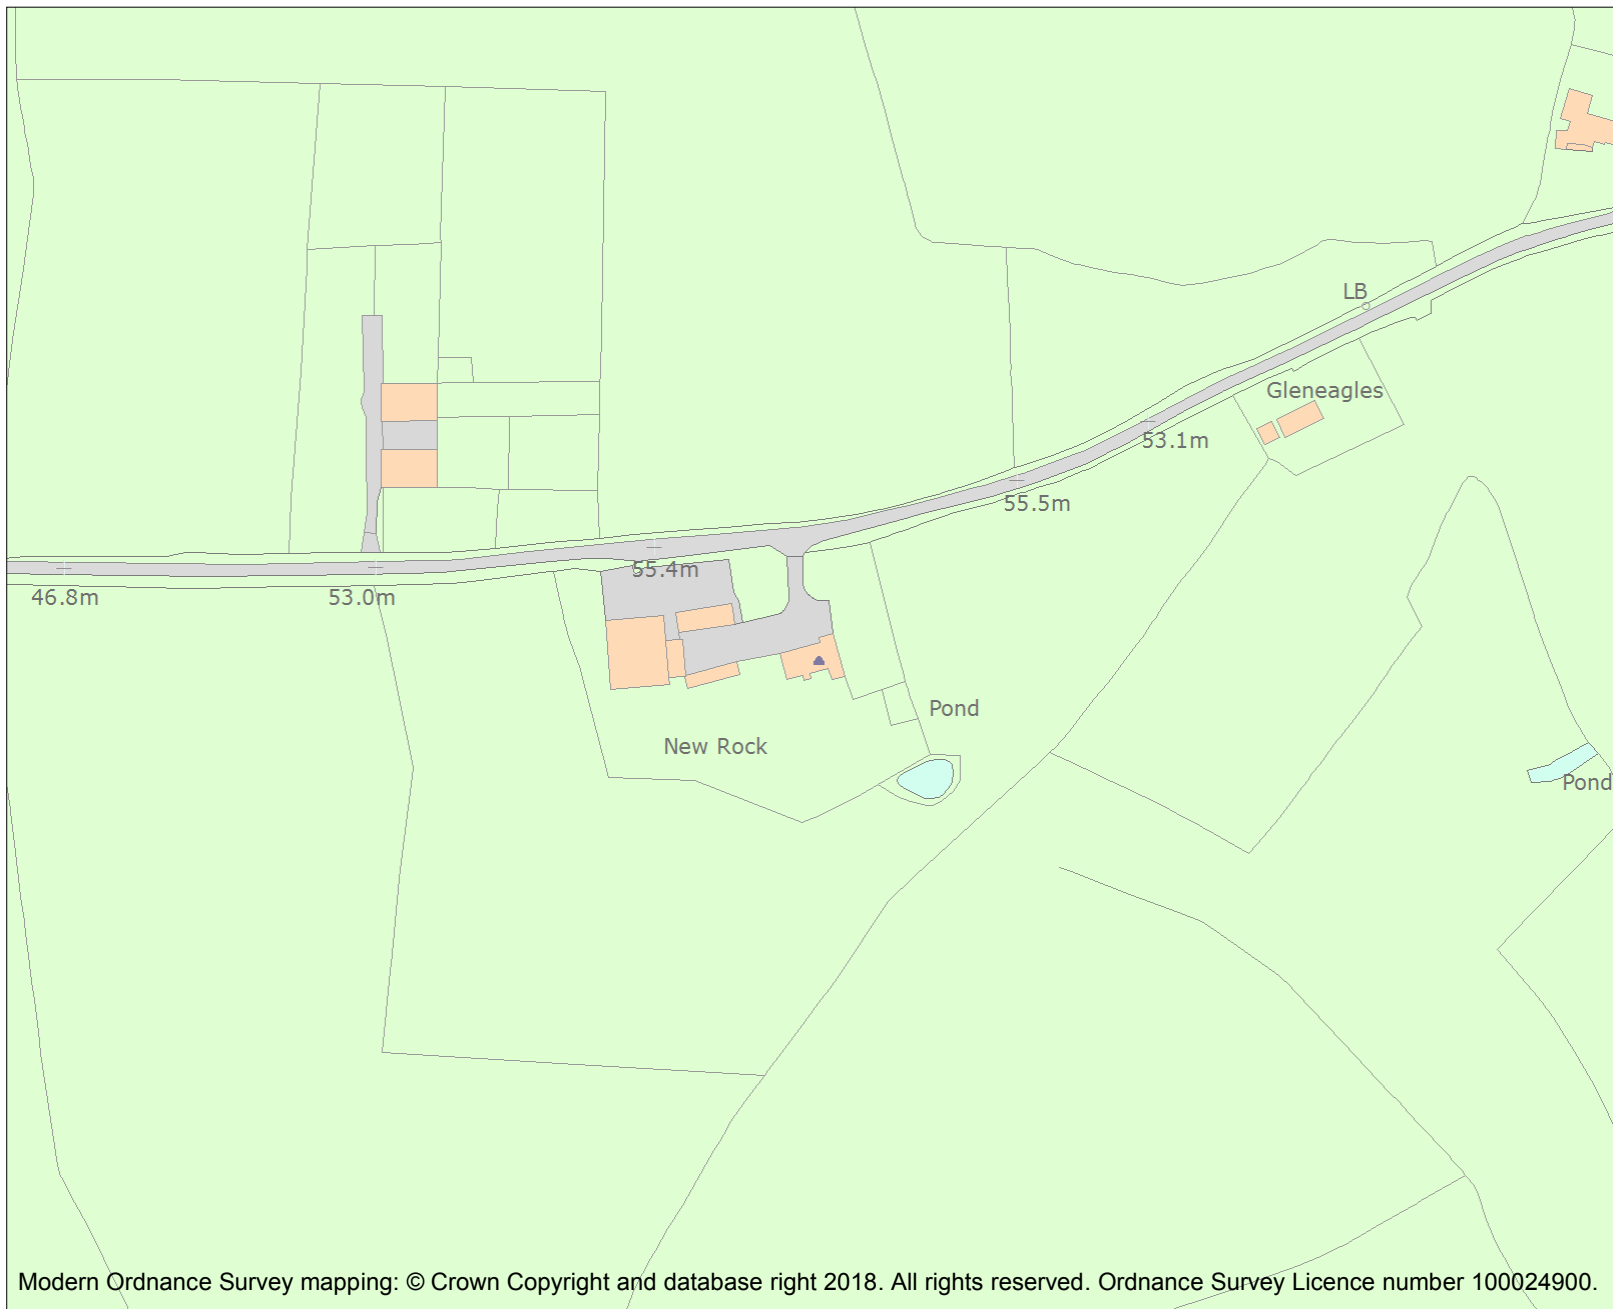 LB
Gleneagles
53.1m
55.5m
55.4m
46.8m
53.0m
Pond
New Rock
Pond
Modern Ordnance Survey mapping: © Crown Copyright and database right 2018. All rights reserved. Ordnance Survey Licence number 100024900.